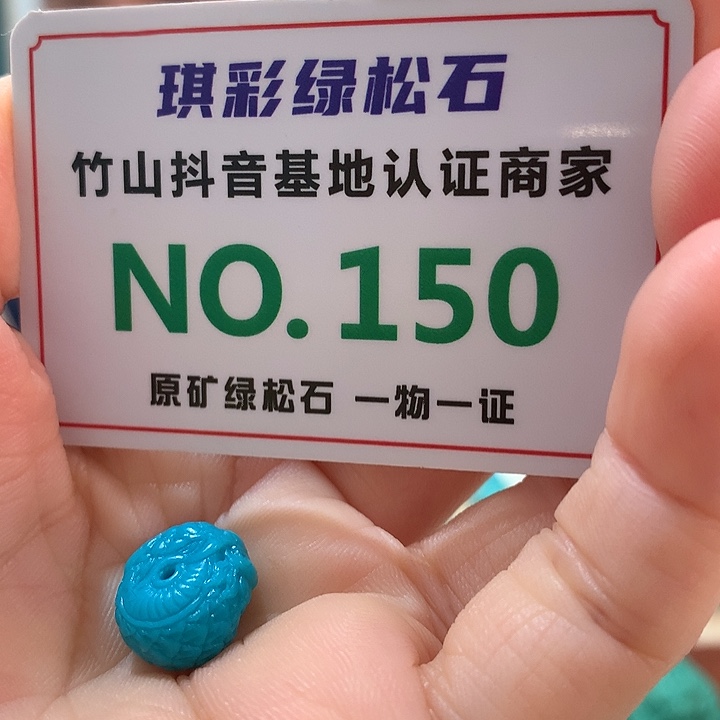 琪彩绿松石
竹山抖音基地认证商家
NO.150
原矿绿松石 一物一证